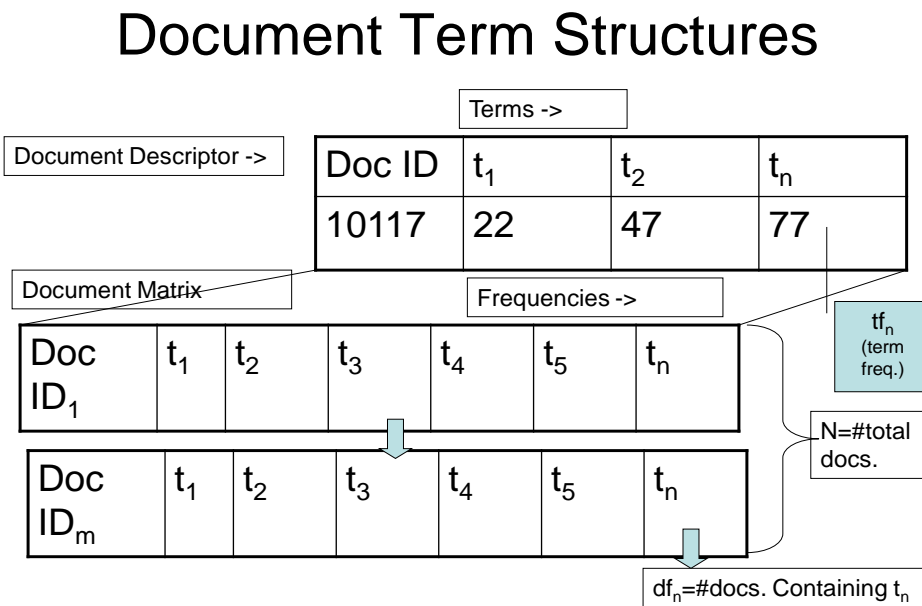 Document Term Structures
Terms ->
Document Descriptor ->
Doc ID t₁ t₂ tₙ
10117 22 47 77
Document Matrix
Frequencies ->
tfₙ
(term
freq.)
Doc t₁ t₂ t₃ t₄ t₅ tₙ
ID₁
N=#total
docs.
Doc t₁ t₂ t₃ t₄ t₅ tₙ
IDₘ
dfₙ=#docs. Containing tₙ